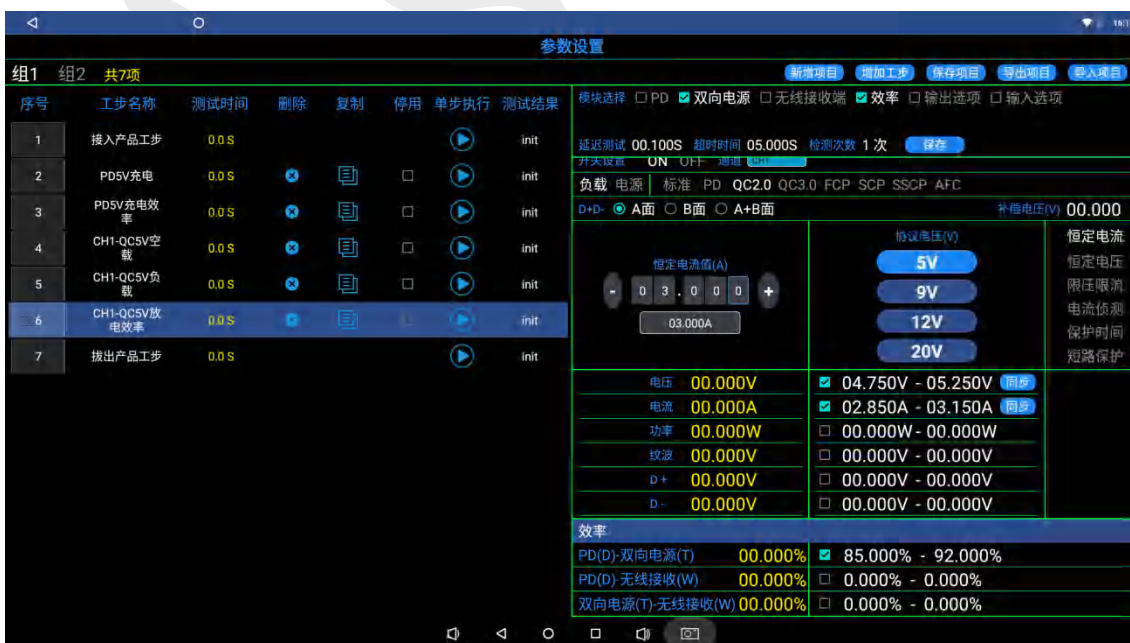 参数设置
组1 组2 共7项 新增项目 增加工步 保存项目 导出项目 导入项目
序号 工步名称 测试时间 删除 复制 停用 单步执行 测试结果
1 接入产品工步 0.0 S init
2 PD5V充电 0.0 S init
3 PD5V充电效率 0.0 S init
4 CH1-QC5V空载 0.0 S init
5 CH1-QC5V负载 0.0 S init
6 CH1-QC5V放电效率 0.0 S init
7 拨出产品工步 0.0 S init
模块选择 PD 双向电源 无线接收端 效率 输出选项 输入选项
延迟测试 00.100S 超时时间 05.000S 检测次数 1 次 保存
开关设置 ON OFF 通道 CH1
负载 电源 标准 PD QC2.0 QC3.0 FCP SCP SSCP AFC
D+D- A面 B面 A+B面 补偿电压(V) 00.000
恒定电流值(A)
- 0 3 . 0 0 0 +
03.000A
协议电压(V)
5V
9V
12V
20V
恒定电流
恒定电压
限压限流
电流侦测
保护时间
短路保护
电压 00.000V 04.750V - 05.250V 同步
电流 00.000A 02.850A - 03.150A 同步
功率 00.000W 00.000W - 00.000W
纹波 00.000V 00.000V - 00.000V
D+ 00.000V 00.000V - 00.000V
D- 00.000V 00.000V - 00.000V
效率
PD(D)-双向电源(T) 00.000% 85.000% - 92.000%
PD(D)-无线接收(W) 00.000% 0.000% - 0.000%
双向电源(T)-无线接收(W) 00.000% 0.000% - 0.000%